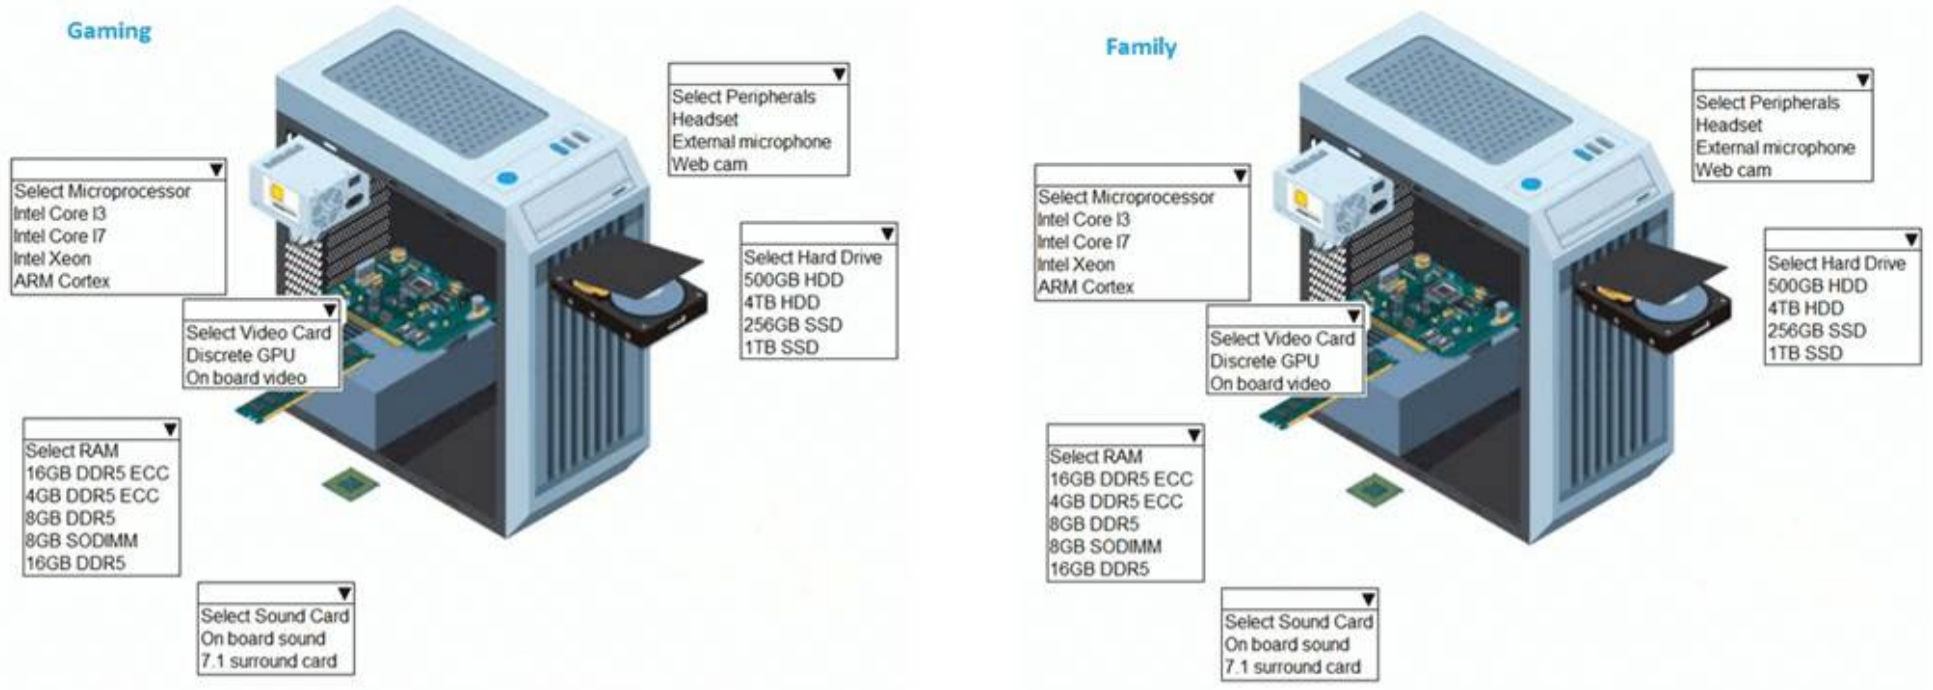 Gaming
Select Peripherals
Headset
External microphone
Web cam
Select Microprocessor
Intel Core I3
Intel Core I7
Intel Xeon
ARM Cortex
Select Hard Drive
500GB HDD
4TB HDD
256GB SSD
1TB SSD
Select Video Card
Discrete GPU
On board video
Select RAM
16GB DDR5 ECC
4GB DDR5 ECC
8GB DDR5
8GB SODIMM
16GB DDR5
Select Sound Card
On board sound
7.1 surround card
Family
Select Peripherals
Headset
External microphone
Web cam
Select Microprocessor
Intel Core I3
Intel Core I7
Intel Xeon
ARM Cortex
Select Hard Drive
500GB HDD
4TB HDD
256GB SSD
1TB SSD
Select Video Card
Discrete GPU
On board video
Select RAM
16GB DDR5 ECC
4GB DDR5 ECC
8GB DDR5
8GB SODIMM
16GB DDR5
Select Sound Card
On board sound
7.1 surround card